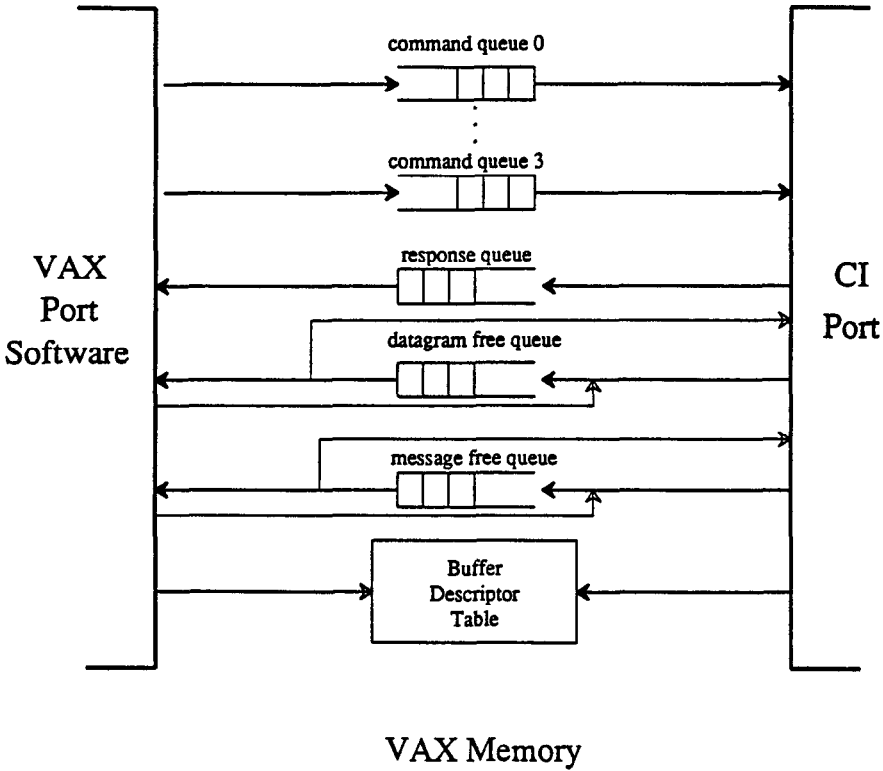 command queue 0
command queue 3
response queue
VAX
Port
Software
CI
Port
datagram free queue
message free queue
Buffer
Descriptor
Table
VAX Memory